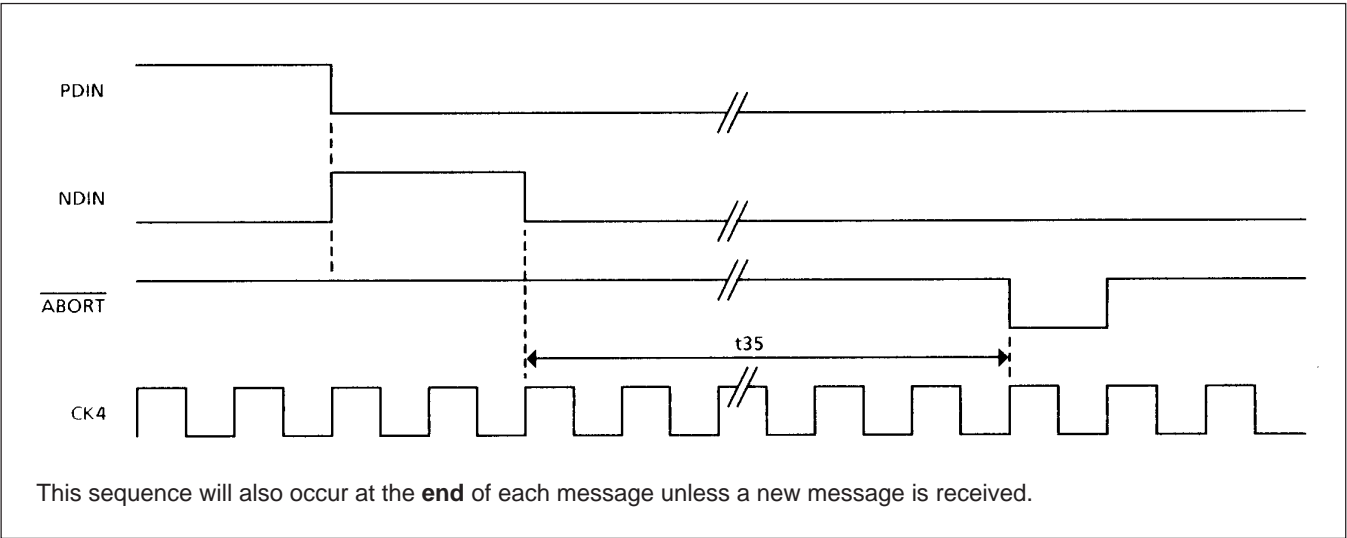 PDIN
NDIN
ABORT
t35
CK4
This sequence will also occur at the end of each message unless a new message is received.